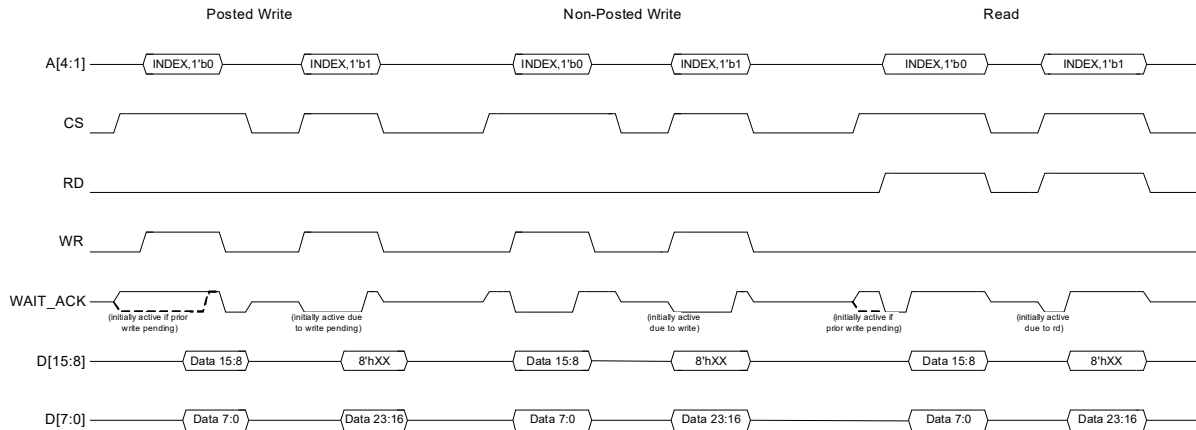 Posted Write Non-Posted Write Read
A[4:1] INDEX,1'b0 INDEX,1'b1 INDEX,1'b0 INDEX,1'b1 INDEX,1'b0 INDEX,1'b1
CS
RD
WR
WAIT_ACK
(initially active if prior
write pending)
(initially active due
to write pending)
(initially active
due to write)
(initially active if
prior write pending)
(initially active
due to rd)
D[15:8] Data 15:8 8'hXX Data 15:8 8'hXX Data 15:8 8'hXX
D[7:0] Data 7:0 Data 23:16 Data 7:0 Data 23:16 Data 7:0 Data 23:16